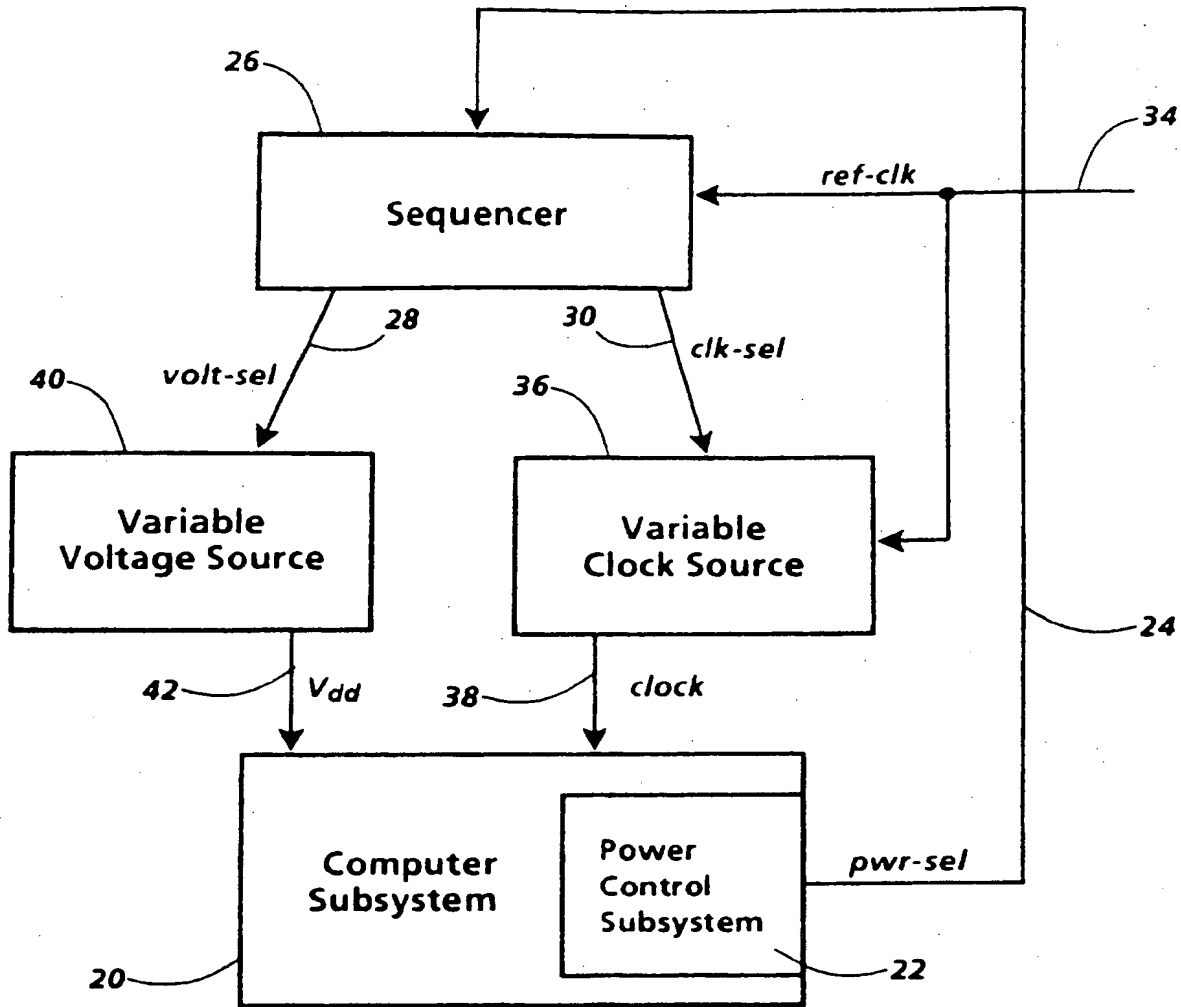 26
34
ref-clk
Sequencer
28
30
clk-sel
volt-sel
40
36
Variable
Voltage Source
Variable
Clock Source
24
42
Vdd
38
clock
Computer
Subsystem
Power
Control
Subsystem
pwr-sel
20
22